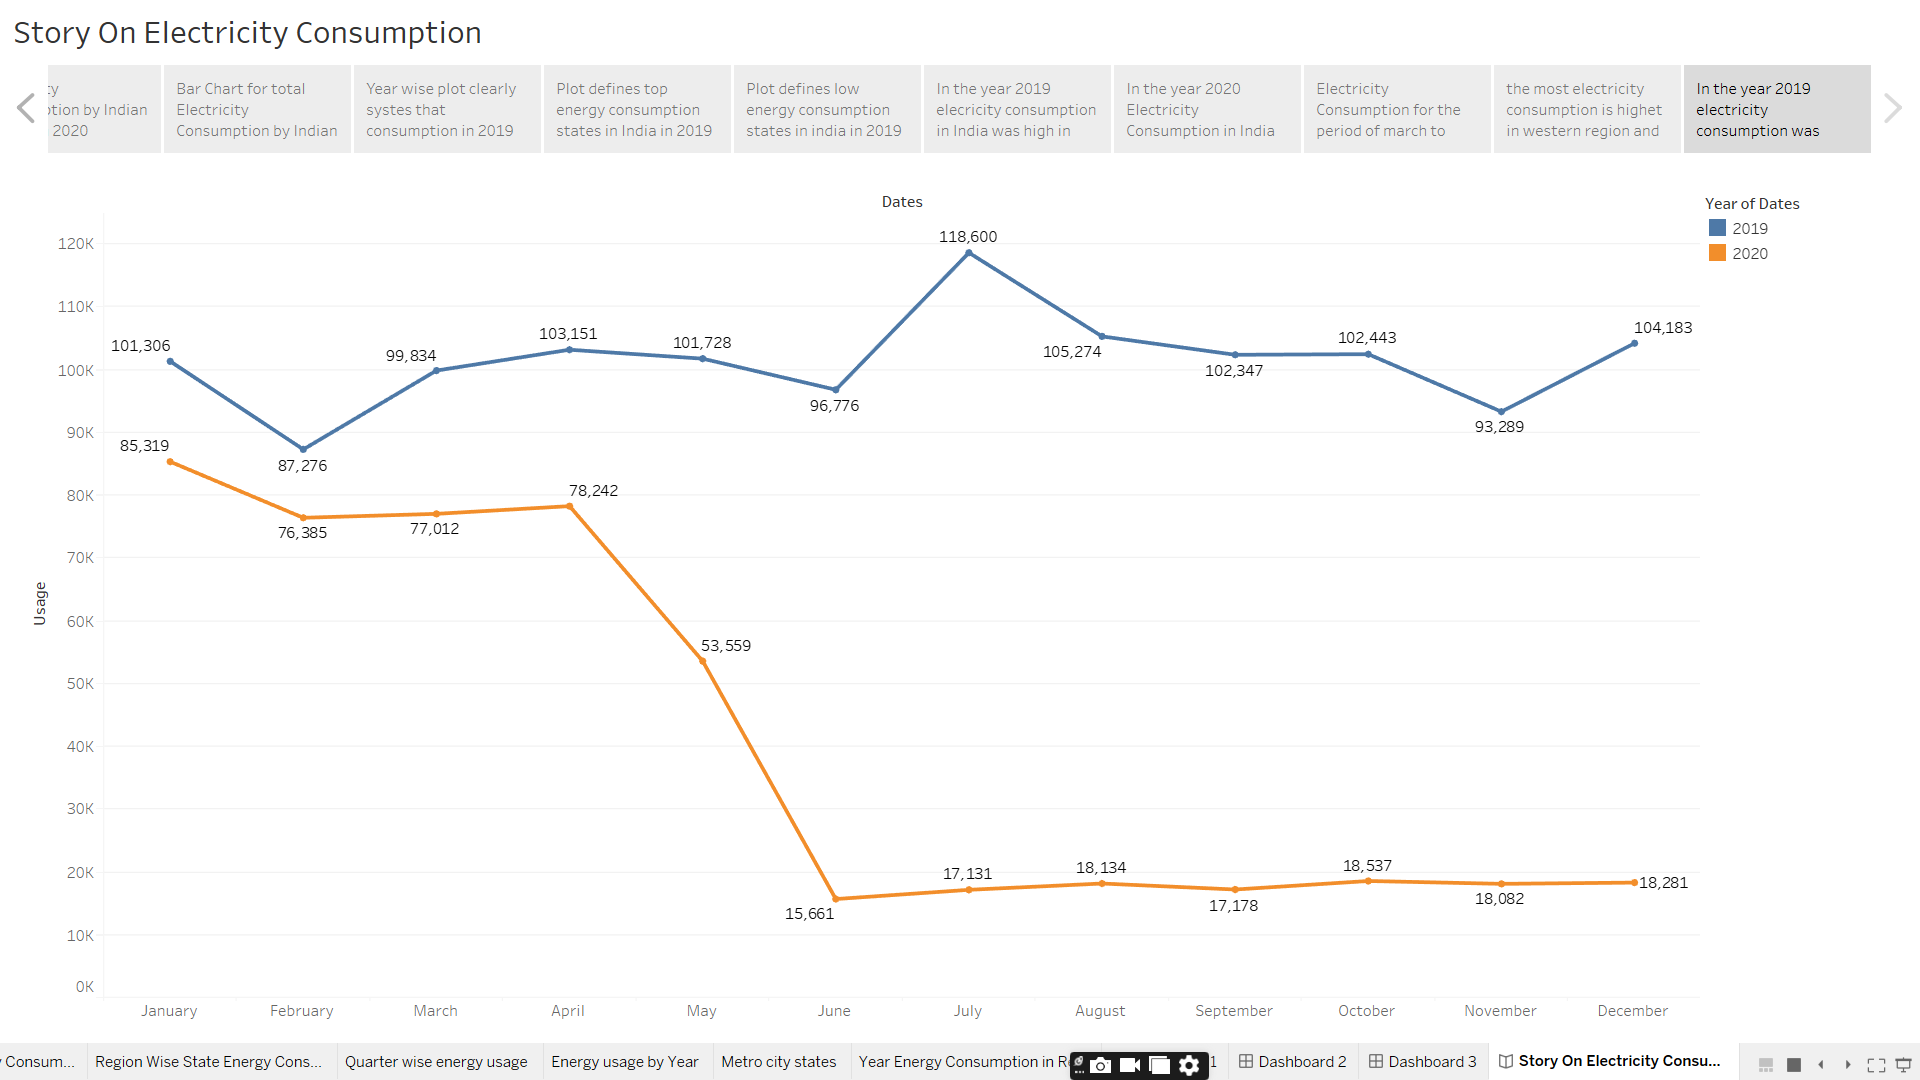 Story On Electricity Consumption
ption by Indian
2020
Bar Chart for total
Electricity
Consumption by Indian
Year wise plot clearly
systes that
consumption in 2019
Plot defines top
energy consumption
states in India in 2019
Plot defines low
energy consumption
states in india in 2019
In the year 2019
elecricity consumption
in India was high in
In the year 2020
Electricity
Consumption in India
Electricity
Consumption for the
period of march to
the most electricity
consumption is highet
in western region and
In the year 2019
electricity
consumption was
Dates
Year of Dates
2019
2020
Usage
120K
110K
100K
90K
80K
70K
60K
50K
40K
30K
20K
10K
0K
101,306
87,276
99,834
103,151
101,728
96,776
118,600
105,274
102,347
102,443
93,289
104,183
85,319
76,385
77,012
78,242
53,559
15,661
17,131
18,134
17,178
18,537
18,082
18,281
January
February
March
April
May
June
July
August
September
October
November
December
y Consum...
Region Wise State Energy Cons...
Quarter wise energy usage
Energy usage by Year
Metro city states
Year Energy Consumption in R
1
Dashboard 2
Dashboard 3
Story On Electricity Consu...